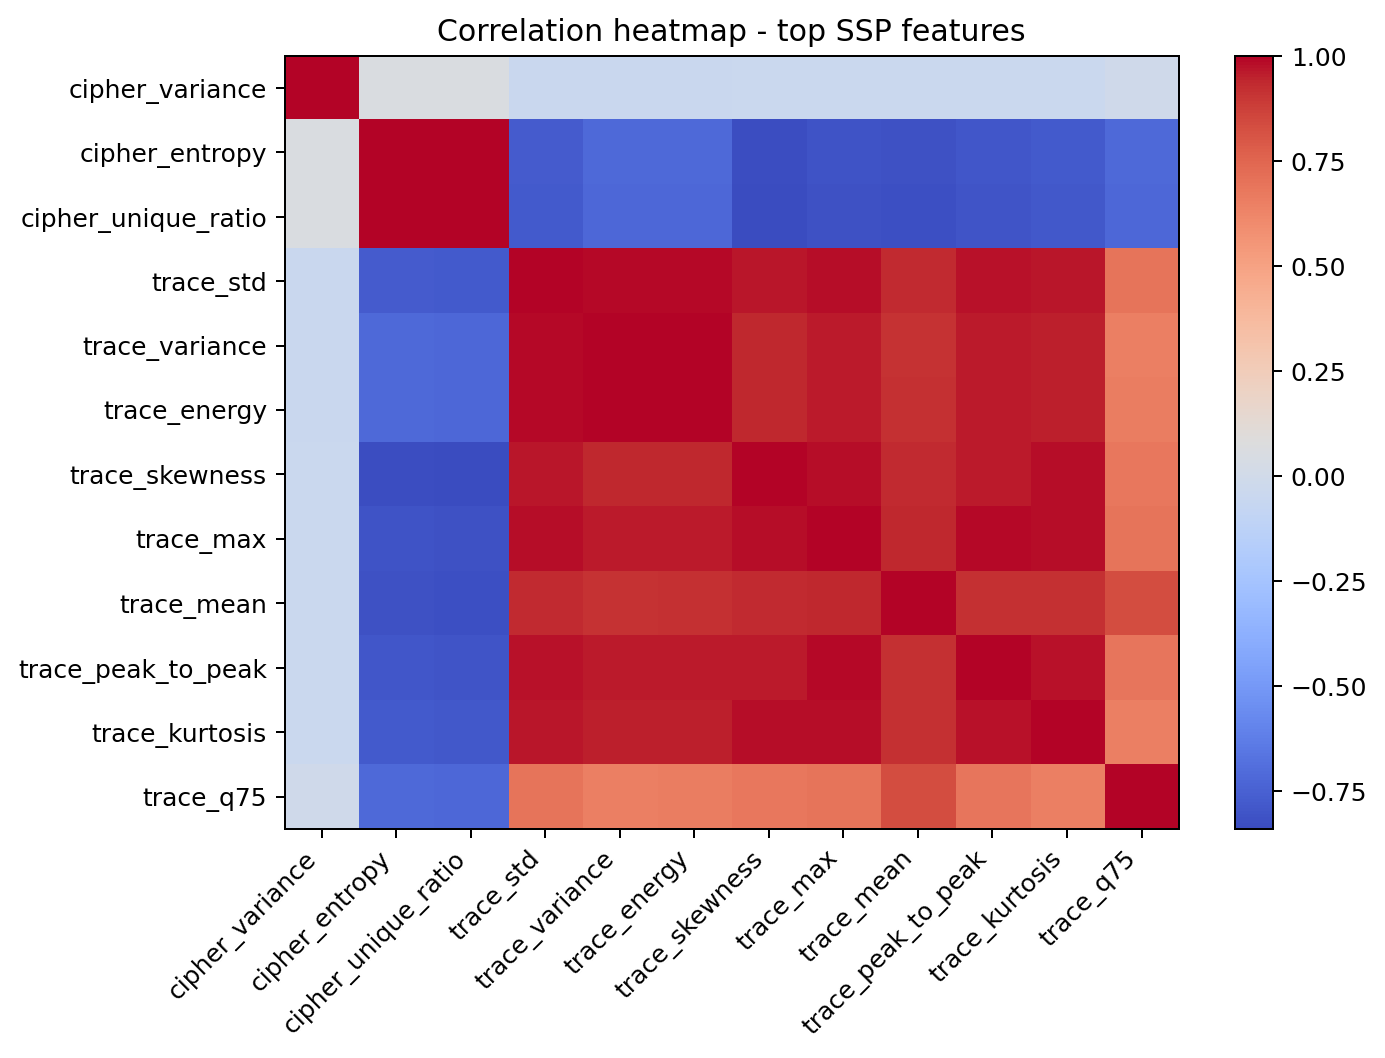 Correlation heatmap - top SSP features
cipher_variance
cipher_entropy
cipher_unique_ratio
trace_std
trace_variance
trace_energy
trace_skewness
trace_max
trace_mean
trace_peak_to_peak
trace_kurtosis
trace_q75
cipher_variance
cipher_entropy
cipher_unique_ratio
trace_std
trace_variance
trace_energy
trace_skewness
trace_max
trace_mean
trace_peak_to_peak
trace_kurtosis
trace_q75
1.00
0.75
0.50
0.25
0.00
−0.25
−0.50
−0.75